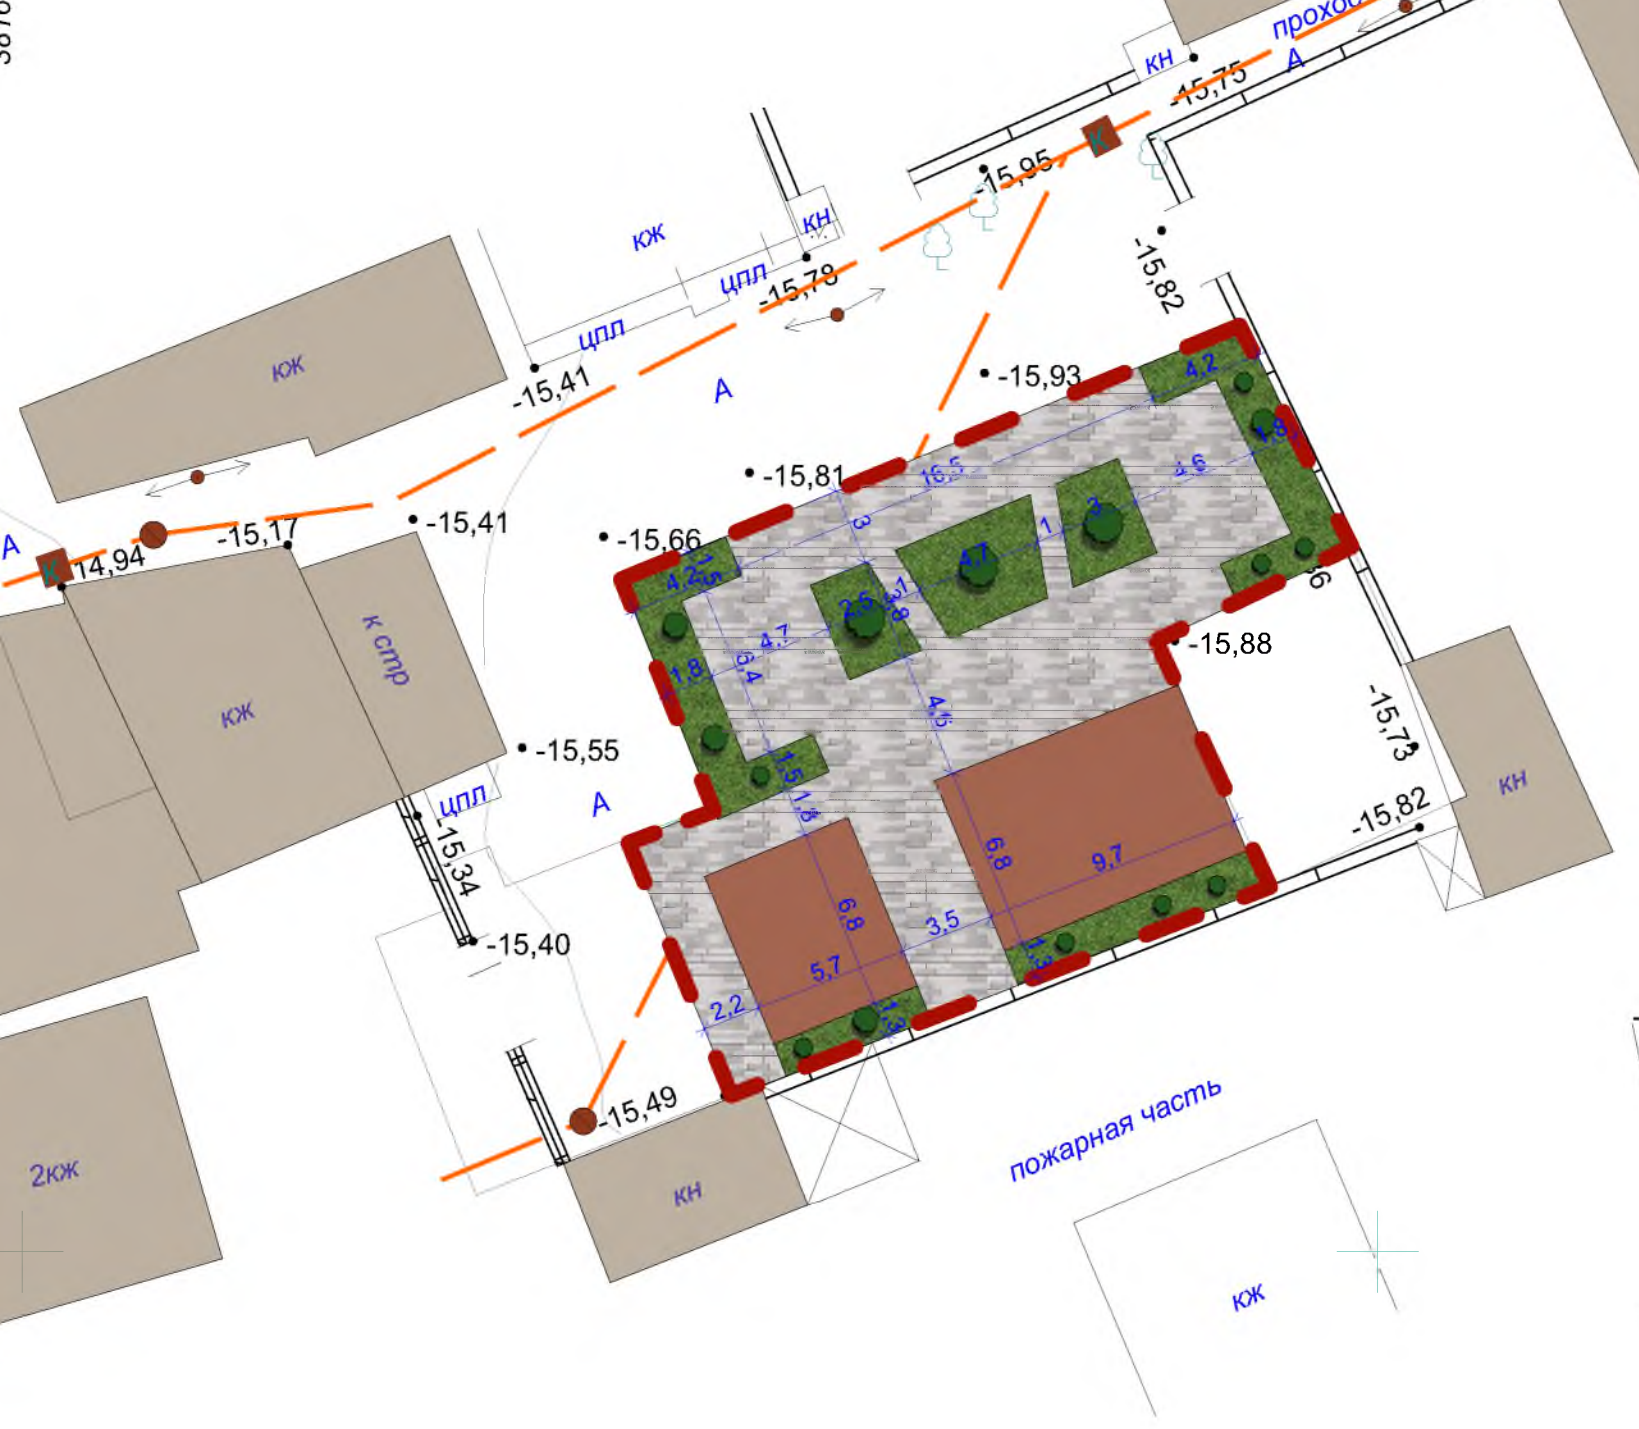 проход
кн
А
-15,75
К
-15,95
кн
кж
цпл
-15,78
-15,82
цпл
кж
-15,41
А
-15,93
4,2
1,8
4,6
16,5
-15,81
3
3
1
4,7
-15,41
-15,17
А
К
14,94
-15,66
1,5
4,2
2,5
1
3,8
4,7
6,4
1,8
-15,88
к стр
кж
4,5
-15,73
кн
-15,55
цпл
А
1,5
1,8
-15,82
-15,34
6,8
9,7
6,8
3,5
-15,40
5,7
1,3
2,2
1,3
-15,49
пожарная часть
2кж
кн
кж